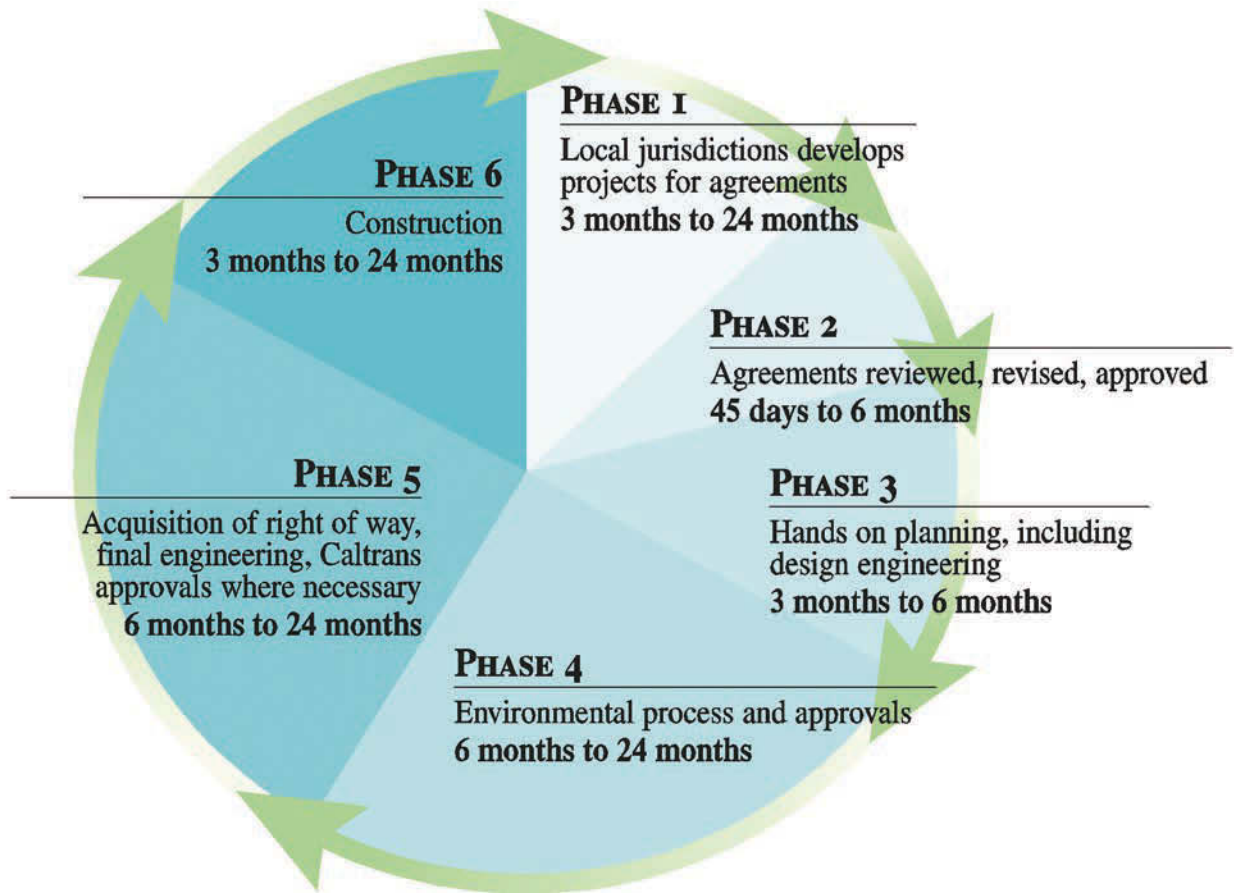 PHASE 1
Local jurisdictions develops
projects for agreements
3 months to 24 months
PHASE 2
Agreements reviewed, revised, approved
45 days to 6 months
PHASE 3
Hands on planning, including
design engineering
3 months to 6 months
PHASE 4
Environmental process and approvals
6 months to 24 months
PHASE 5
Acquisition of right of way,
final engineering, Caltrans
approvals where necessary
6 months to 24 months
PHASE 6
Construction
3 months to 24 months